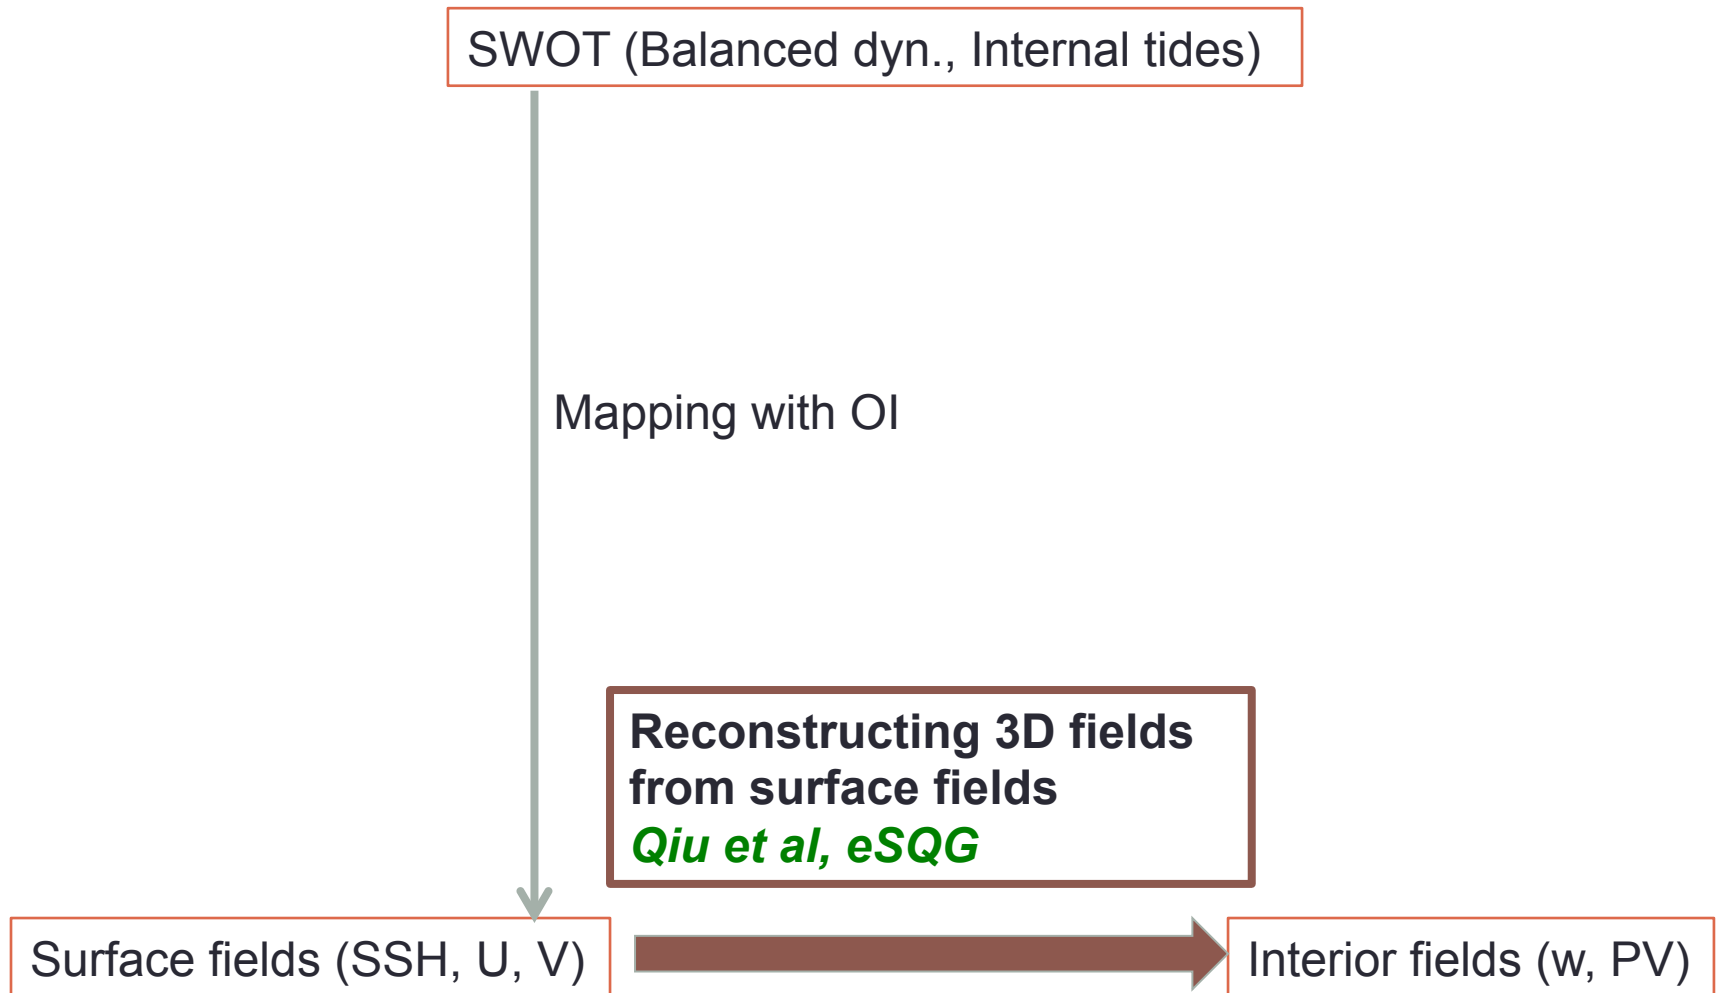 SWOT (Balanced dyn., Internal tides)
Mapping with OI
Reconstructing 3D fields
from surface fields
Qiu et al, eSQG
Surface fields (SSH, U, V)
Interior fields (w, PV)